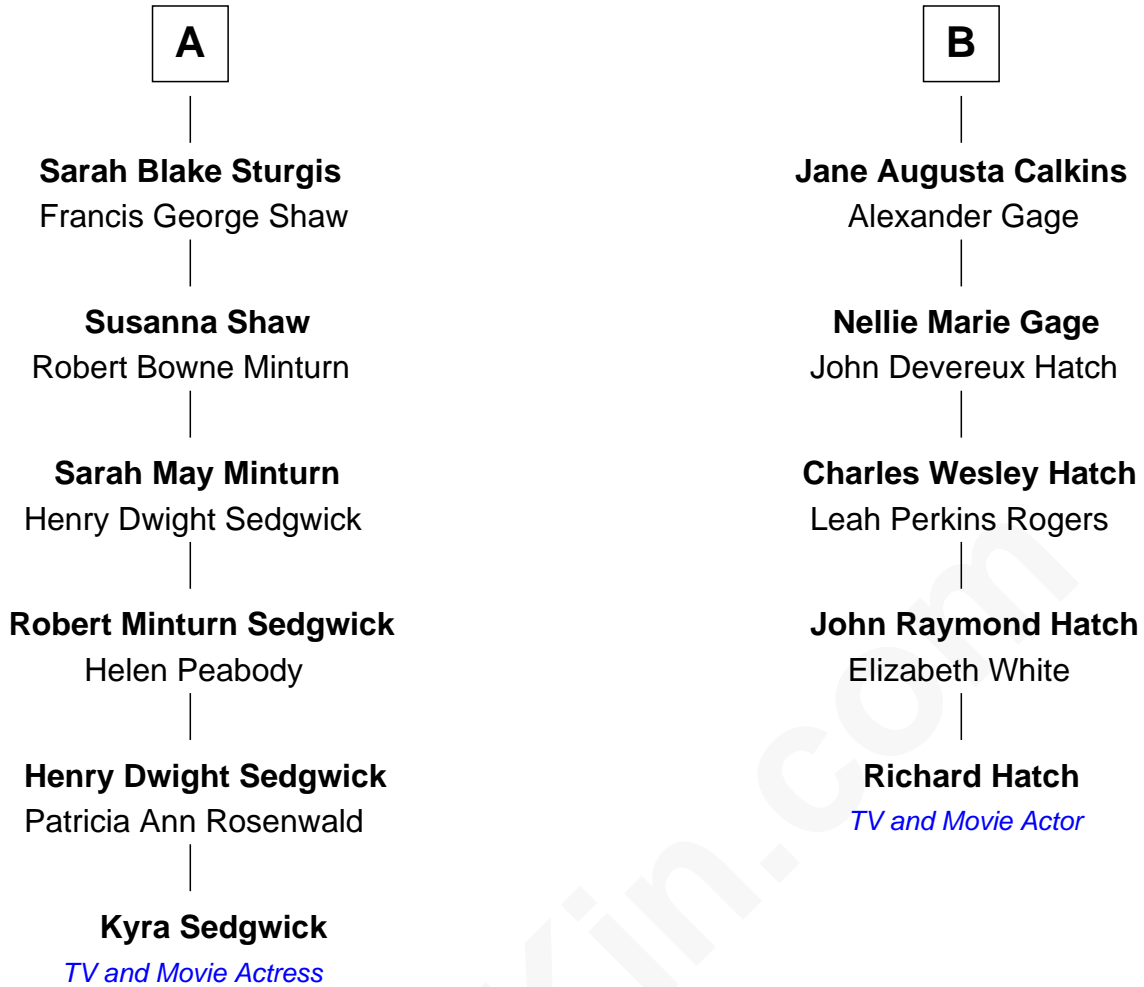 A
Sarah Blake Sturgis
Francis George Shaw
Susanna Shaw
Robert Bowne Minturn
Sarah May Minturn
Henry Dwight Sedgwick
Robert Minturn Sedgwick
Helen Peabody
Henry Dwight Sedgwick
Patricia Ann Rosenwald
Kyra Sedgwick
TV and Movie Actress
B
Jane Augusta Calkins
Alexander Gage
Nellie Marie Gage
John Devereux Hatch
Charles Wesley Hatch
Leah Perkins Rogers
John Raymond Hatch
Elizabeth White
Richard Hatch
TV and Movie Actor
Kin.com